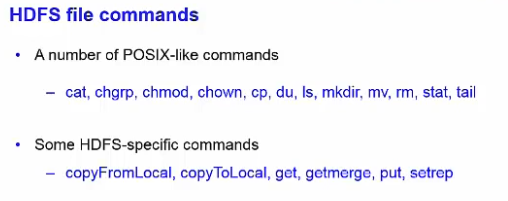 HDFS file commands
• A number of POSIX-like commands
– cat, chgrp, chmod, chown, cp, du, ls, mkdir, mv, rm, stat, tail
• Some HDFS-specific commands
– copyFromLocal, copyToLocal, get, getmerge, put, setrep